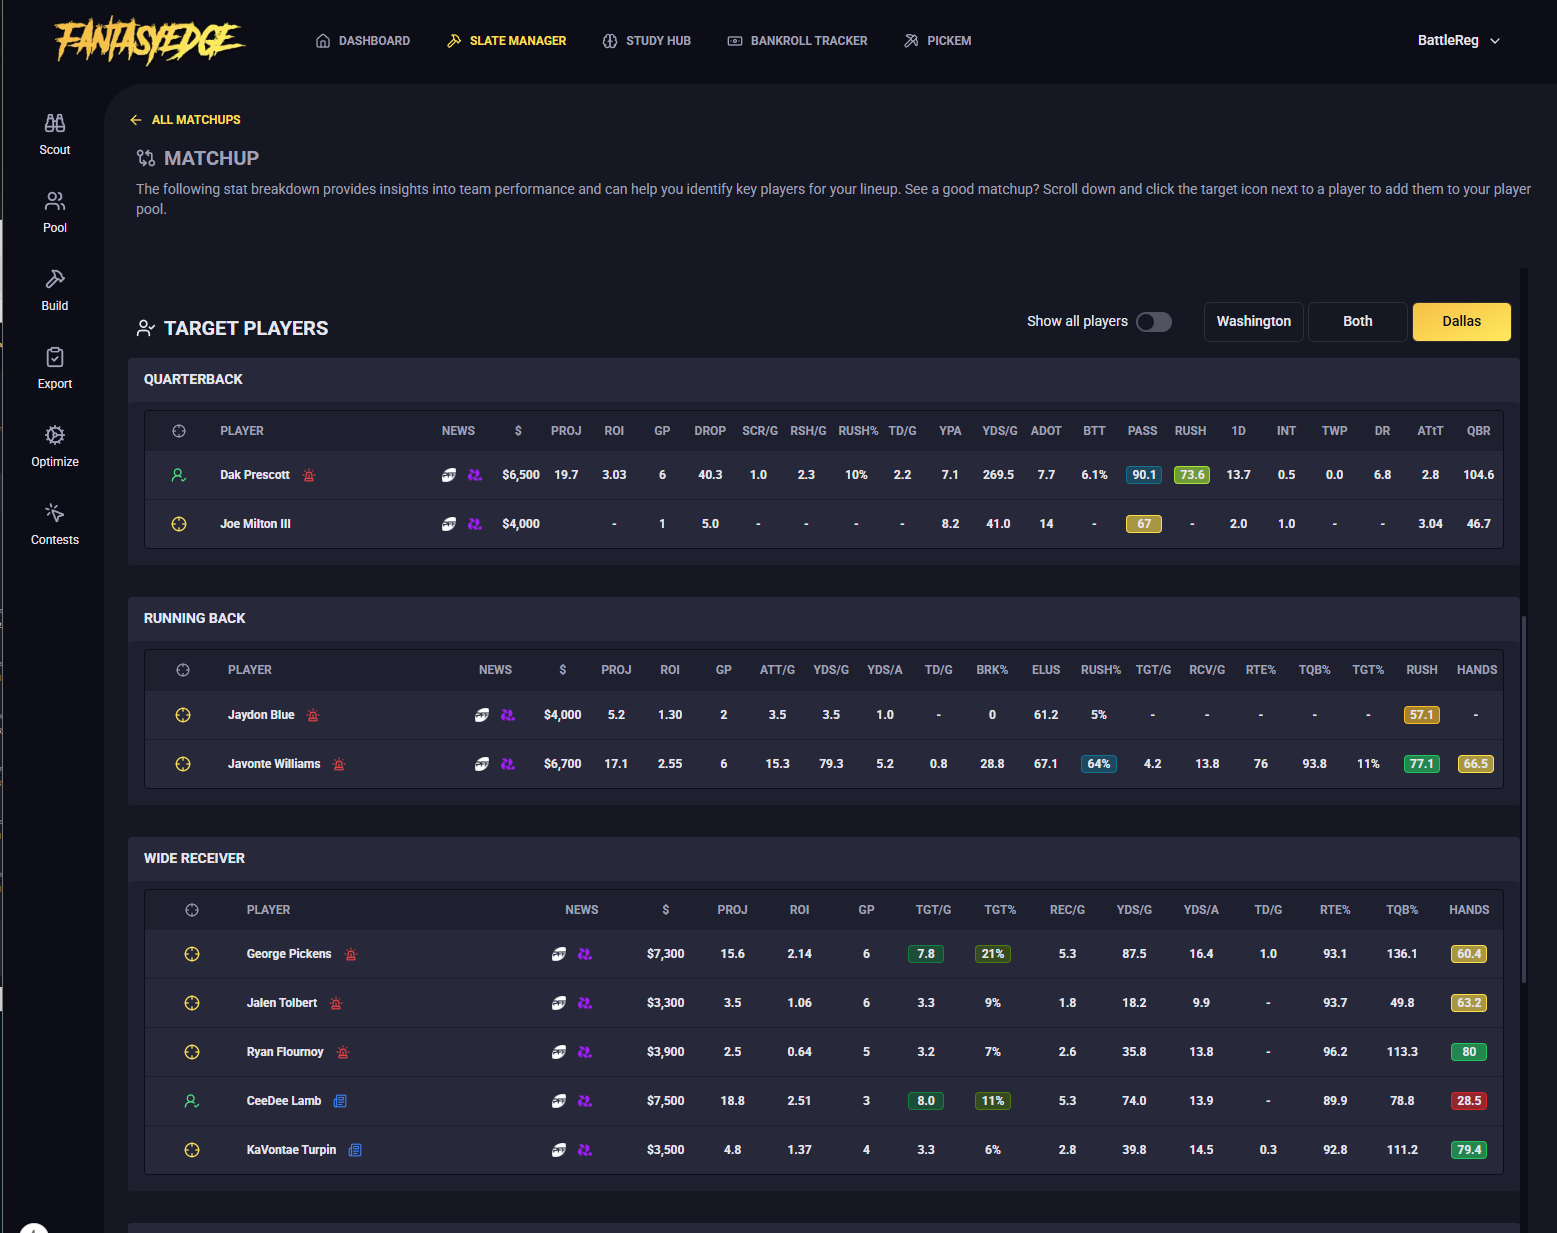 FANTASYEDGE
DASHBOARD
SLATE MANAGER
STUDY HUB
BANKROLL TRACKER
PICKEM
BattleReg
Scout
Pool
Build
Export
Optimize
Contests
ALL MATCHUPS
MATCHUP
The following stat breakdown provides insights into team performance and can help you identify key players for your lineup. See a good matchup? Scroll down and click the target icon next to a player to add them to your player
pool.
TARGET PLAYERS
Show all players
Washington
Both
Dallas
QUARTERBACK
PLAYER NEWS $ PROJ ROI GP DROP SCR/G RSH/G RUSH% TD/G YPA YDS/G ADOT BTT PASS RUSH 1D INT TWP DR ATtT QBR
Dak Prescott PFF $6,500 19.7 3.03 6 40.3 1.0 2.3 10% 2.2 7.1 269.5 7.7 6.1% 90.1 73.6 13.7 0.5 0.0 6.8 2.8 104.6
Joe Milton III PFF $4,000 - 1 5.0 - - - - 8.2 41.0 14 - 67 - 2.0 1.0 - - 3.04 46.7
RUNNING BACK
PLAYER NEWS $ PROJ ROI GP ATT/G YDS/G YDS/A TD/G BRK% ELUS RUSH% TGT/G RCV/G RTE% TQB% TGT% RUSH HANDS
Jaydon Blue PFF $4,000 5.2 1.30 2 3.5 3.5 1.0 - 0 61.2 5% - - - - - 57.1 -
Javonte Williams PFF $6,700 17.1 2.55 6 15.3 79.3 5.2 0.8 28.8 67.1 64% 4.2 13.8 76 93.8 11% 77.1 66.5
WIDE RECEIVER
PLAYER NEWS $ PROJ ROI GP TGT/G TGT% REC/G YDS/G YDS/A TD/G RTE% TQB% HANDS
George Pickens PFF $7,300 15.6 2.14 6 7.8 21% 5.3 87.5 16.4 1.0 93.1 136.1 60.4
Jalen Tolbert PFF $3,300 3.5 1.06 6 3.3 9% 1.8 18.2 9.9 - 93.7 49.8 63.2
Ryan Flournoy PFF $3,900 2.5 0.64 5 3.2 7% 2.6 35.8 13.8 - 96.2 113.3 80
CeeDee Lamb PFF $7,500 18.8 2.51 3 8.0 11% 5.3 74.0 13.9 - 89.9 78.8 28.5
KaVontae Turpin PFF $3,500 4.8 1.37 4 3.3 6% 2.8 39.8 14.5 0.3 92.8 111.2 79.4